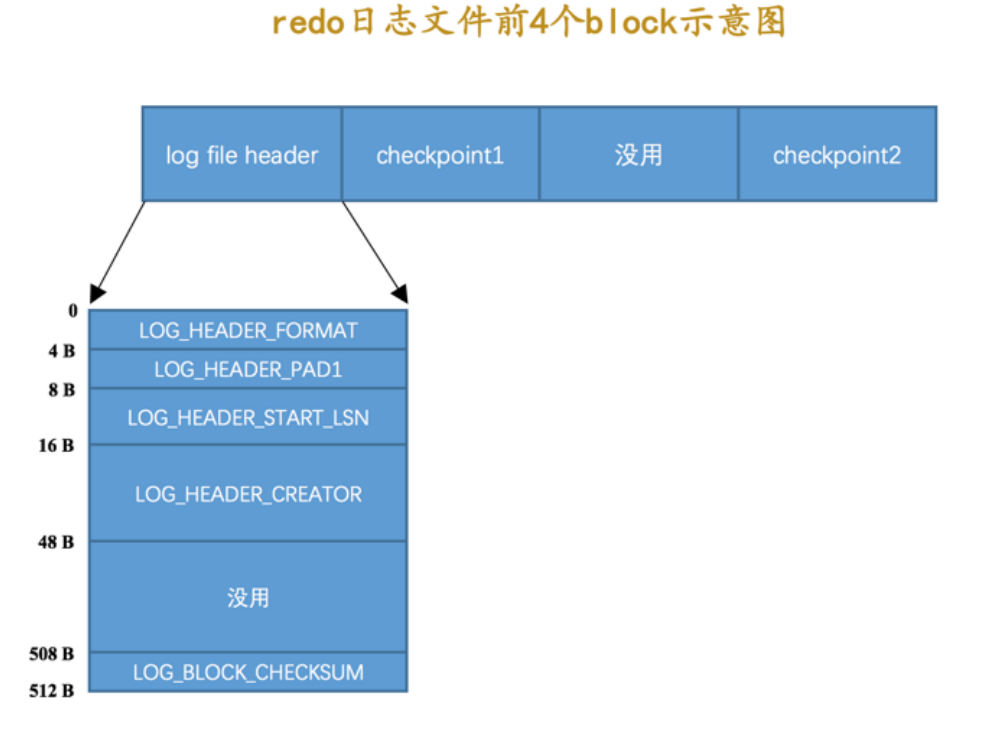 redo日志文件前4个block示意图
log file header
checkpoint1
没用
checkpoint2
0
LOG_HEADER_FORMAT
4 B
LOG_HEADER_PAD1
8 B
LOG_HEADER_START_LSN
16 B
LOG_HEADER_CREATOR
48 B
没用
508 B
LOG_BLOCK_CHECKSUM
512 B